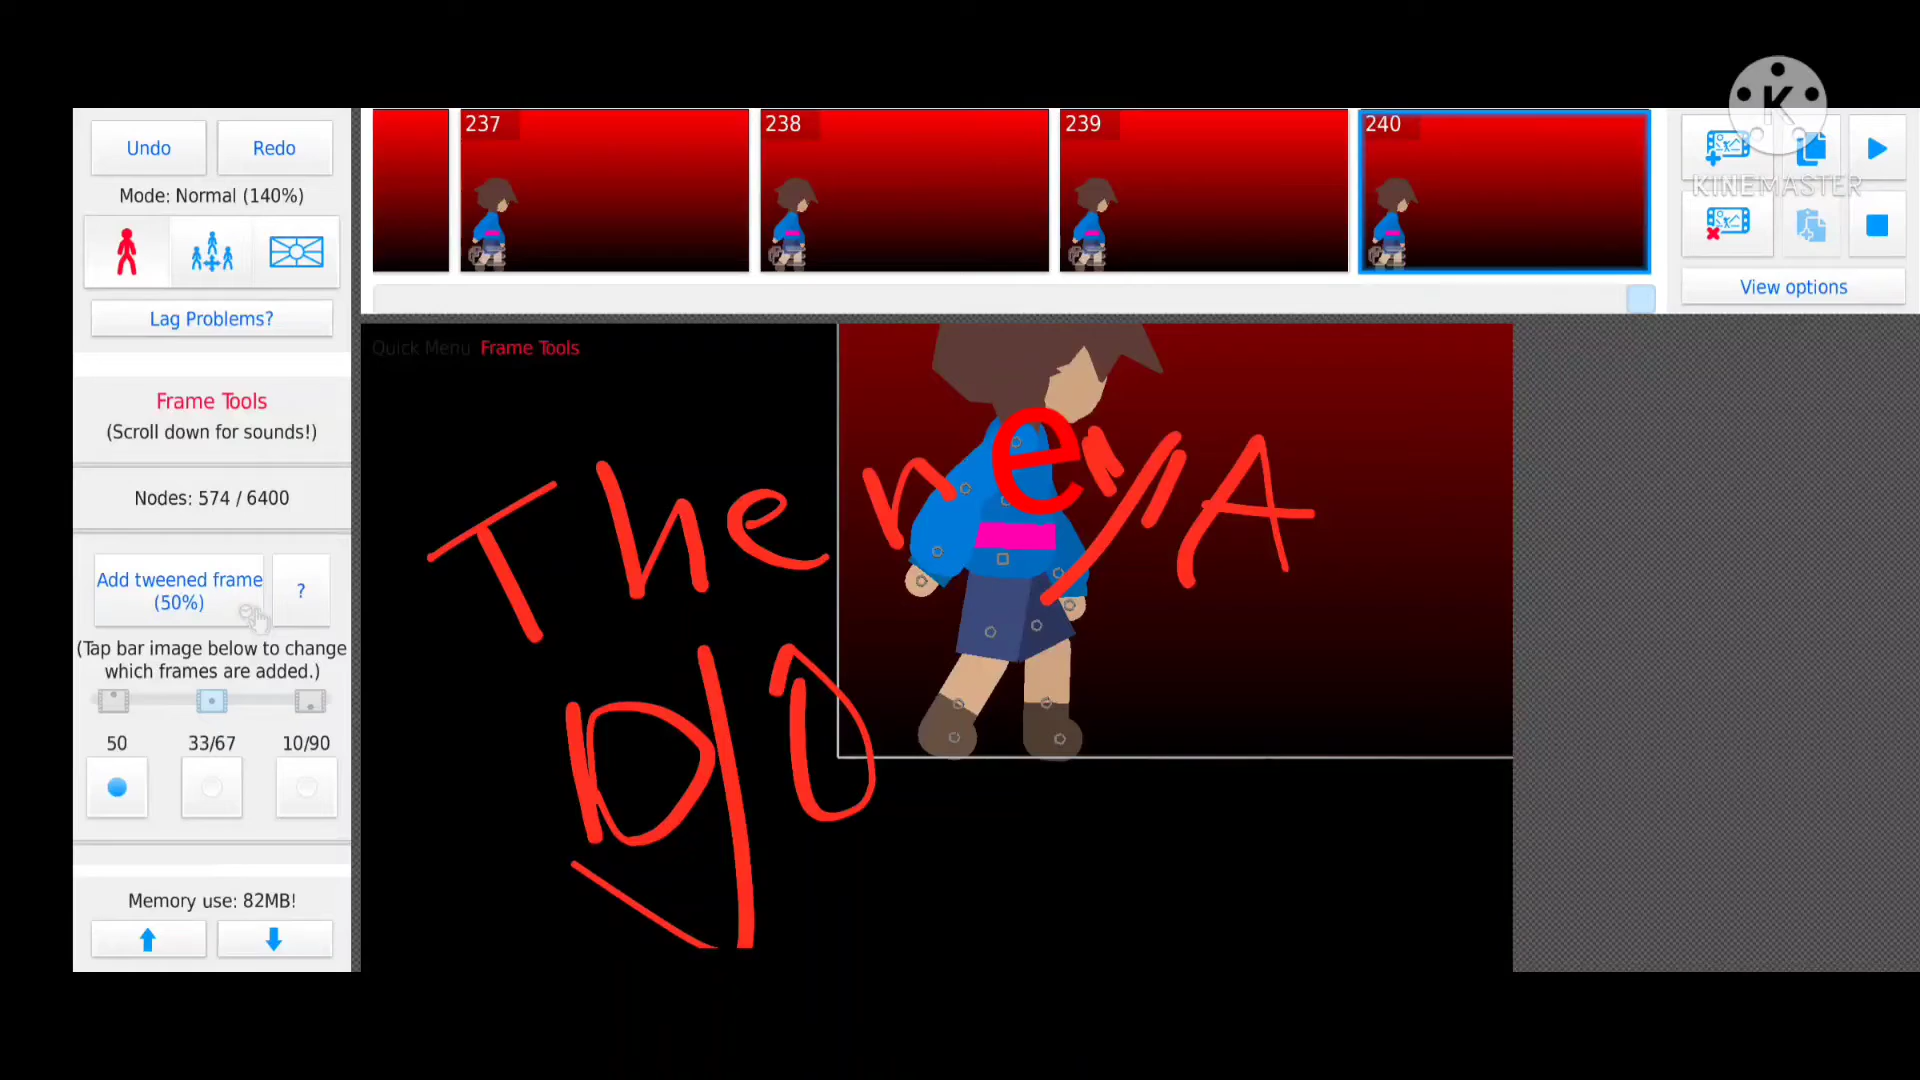 Undo Redo
Mode: Normal (140%)
Lag Problems?
Frame Tools
(Scroll down for sounds!)
Nodes: 574 / 6400
Add tweened frame
(50%)
?
(Tap bar image below to change
which frames are added.)
50 33/67 10/90
Memory use: 82MB!
237 238 239 240
K
KINEMASTER
View options
Quick Menu Frame Tools
The